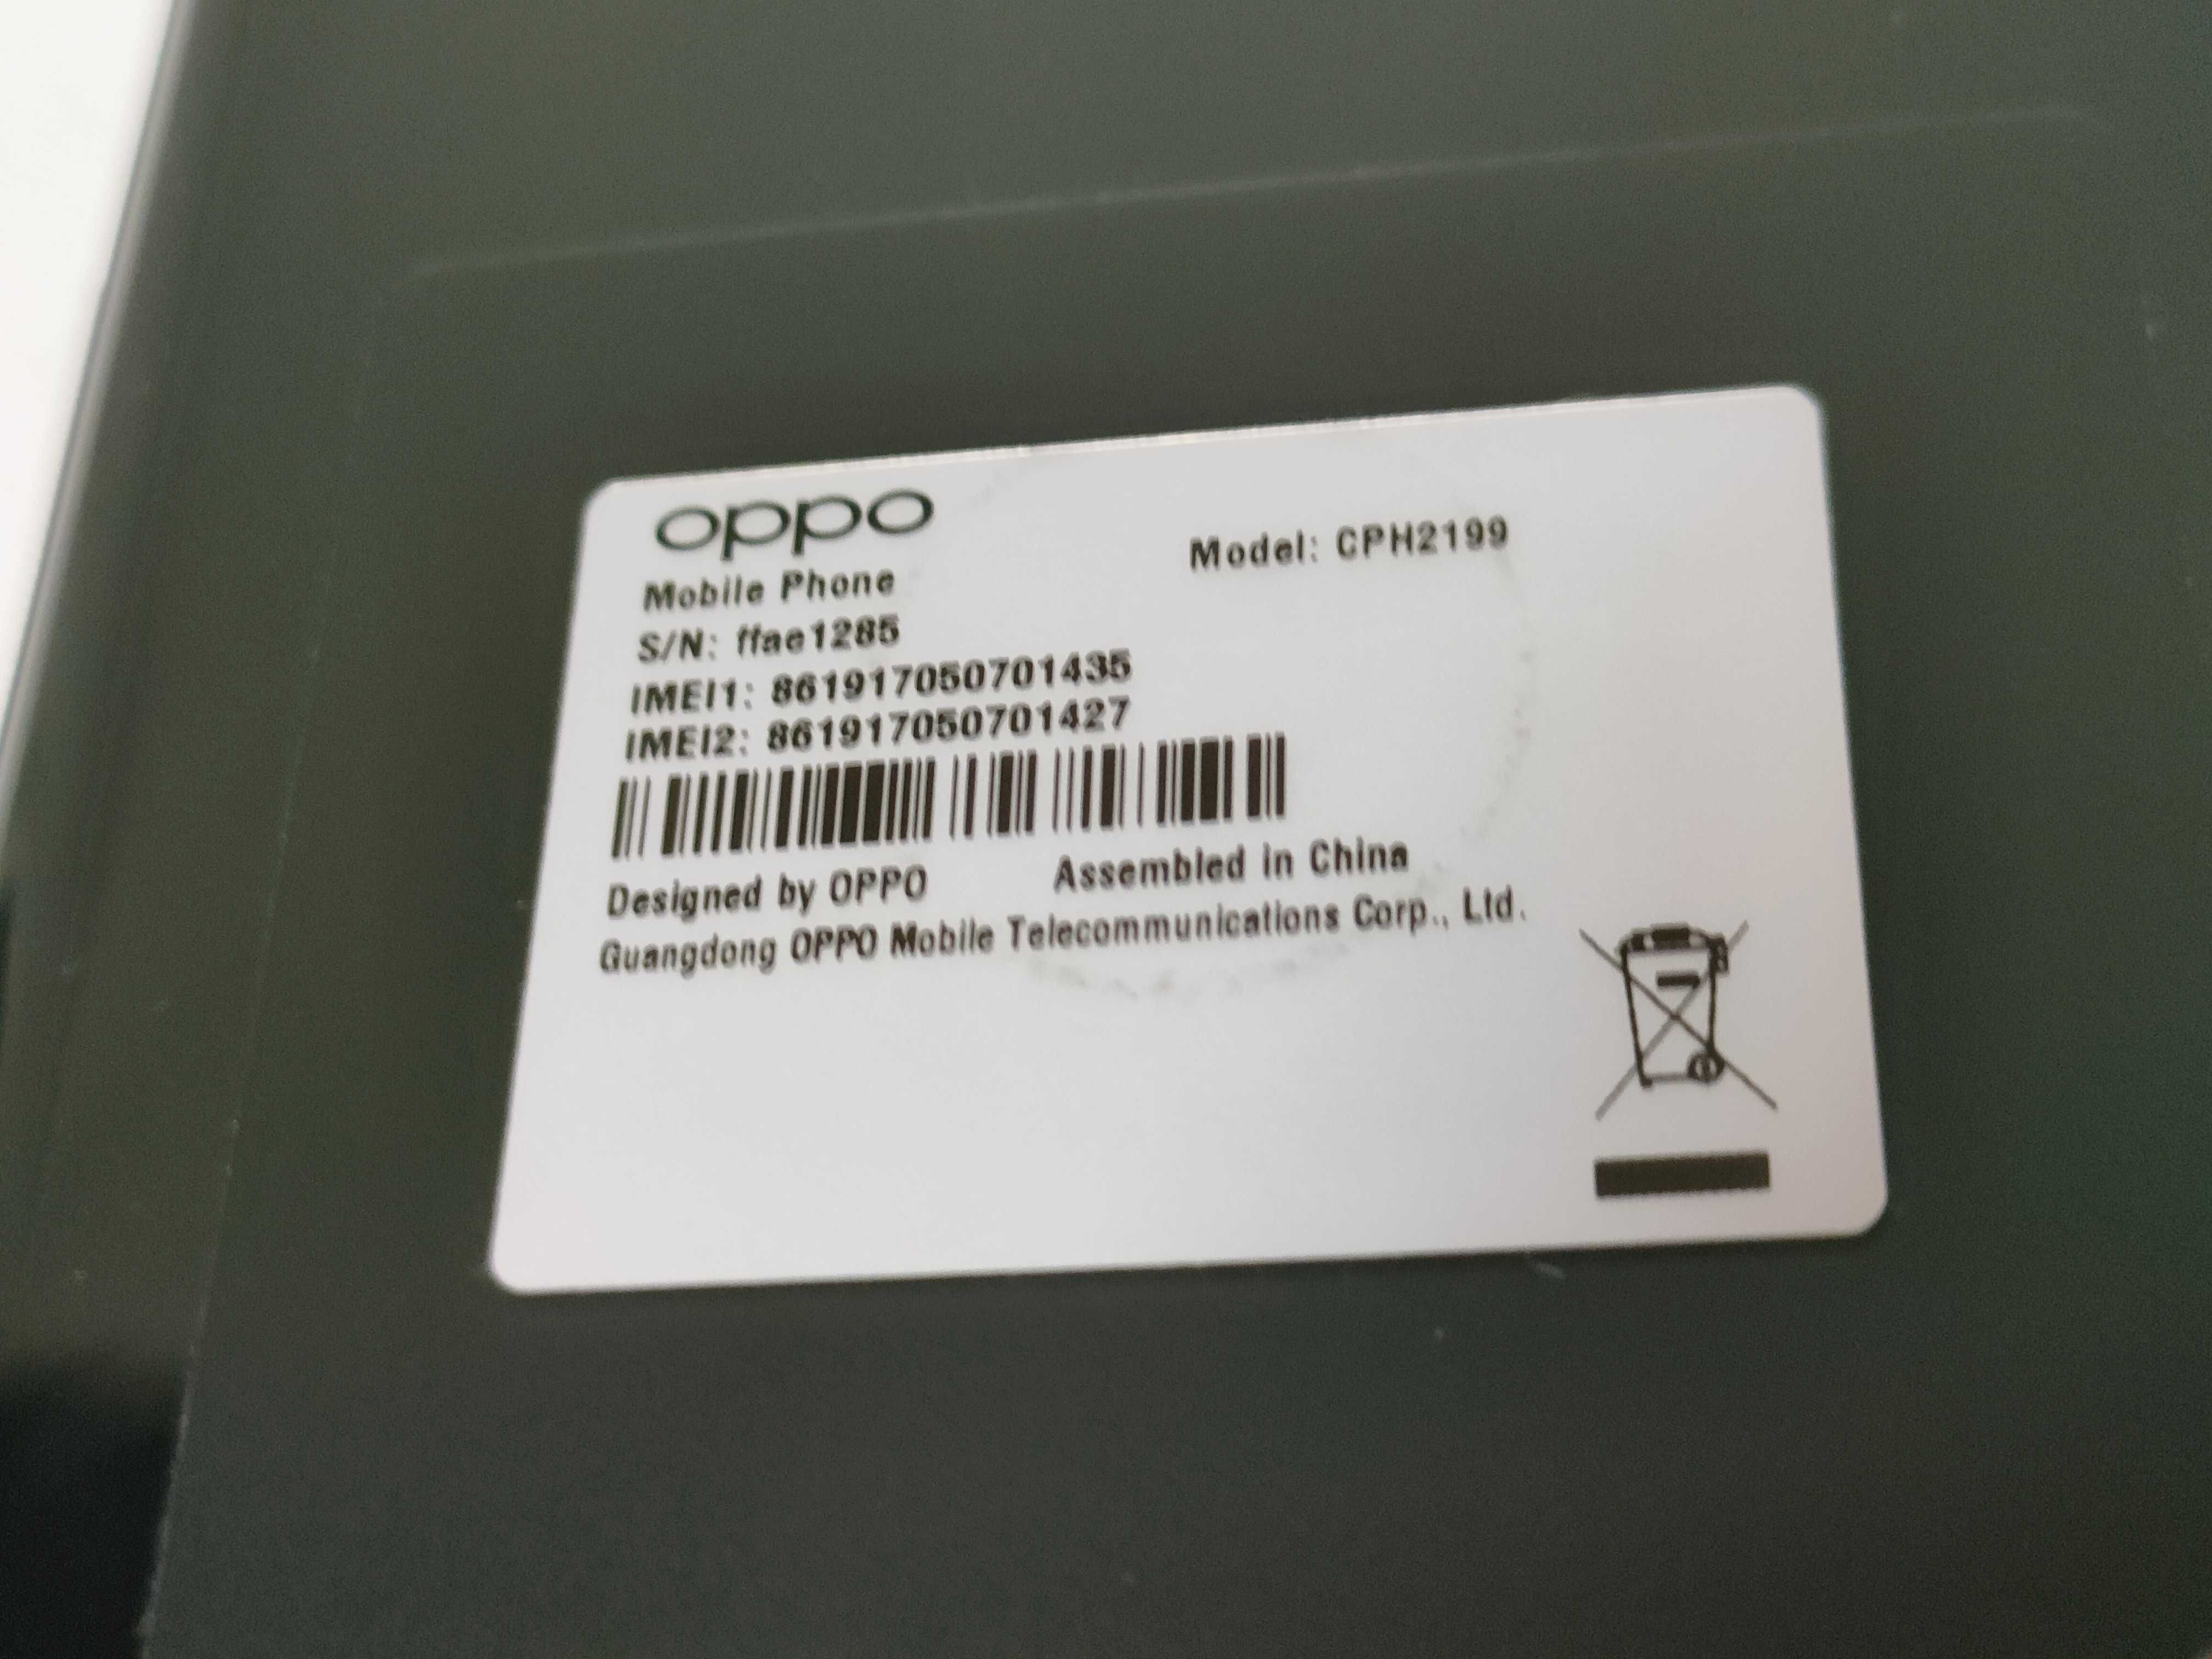 oppo
Model: CPH2199
Mobile Phone
S/N: ffae1285
IMEI1: 861917050701435
IMEI2: 861917050701427
Designed by OPPO Assembled in China
Guangdong OPPO Mobile Telecommunications Corp., Ltd.